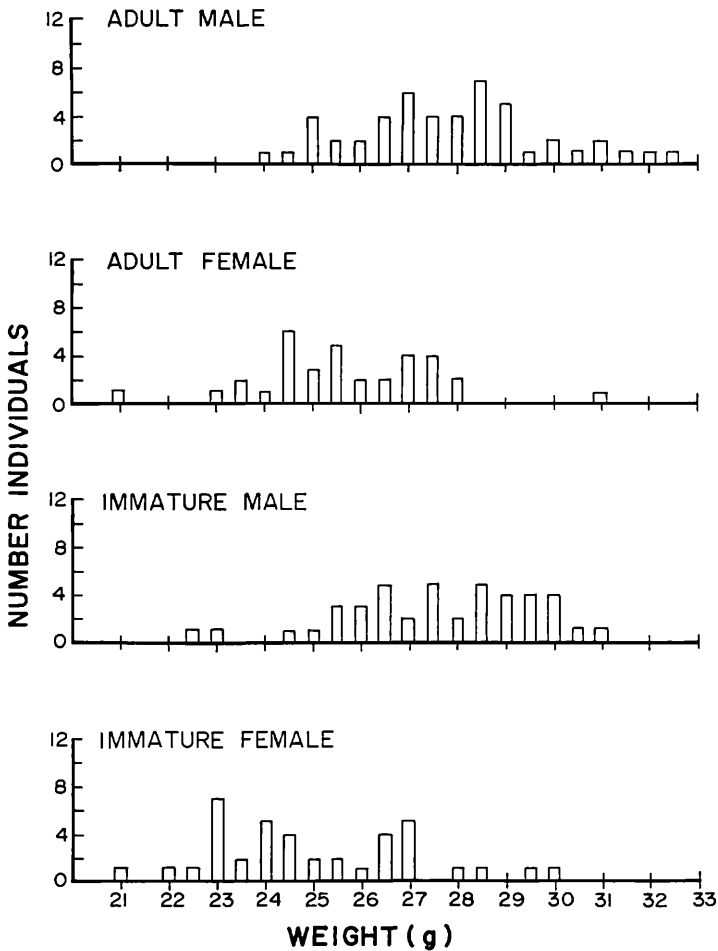 ADULT MALE
12
8
4
0
ADULT FEMALE
12
8
4
0
IMMATURE MALE
12
8
4
0
IMMATURE FEMALE
12
8
4
0
21 22 23 24 25 26 27 28 29 30 31 32 33
WEIGHT (g)
NUMBER INDIVIDUALS